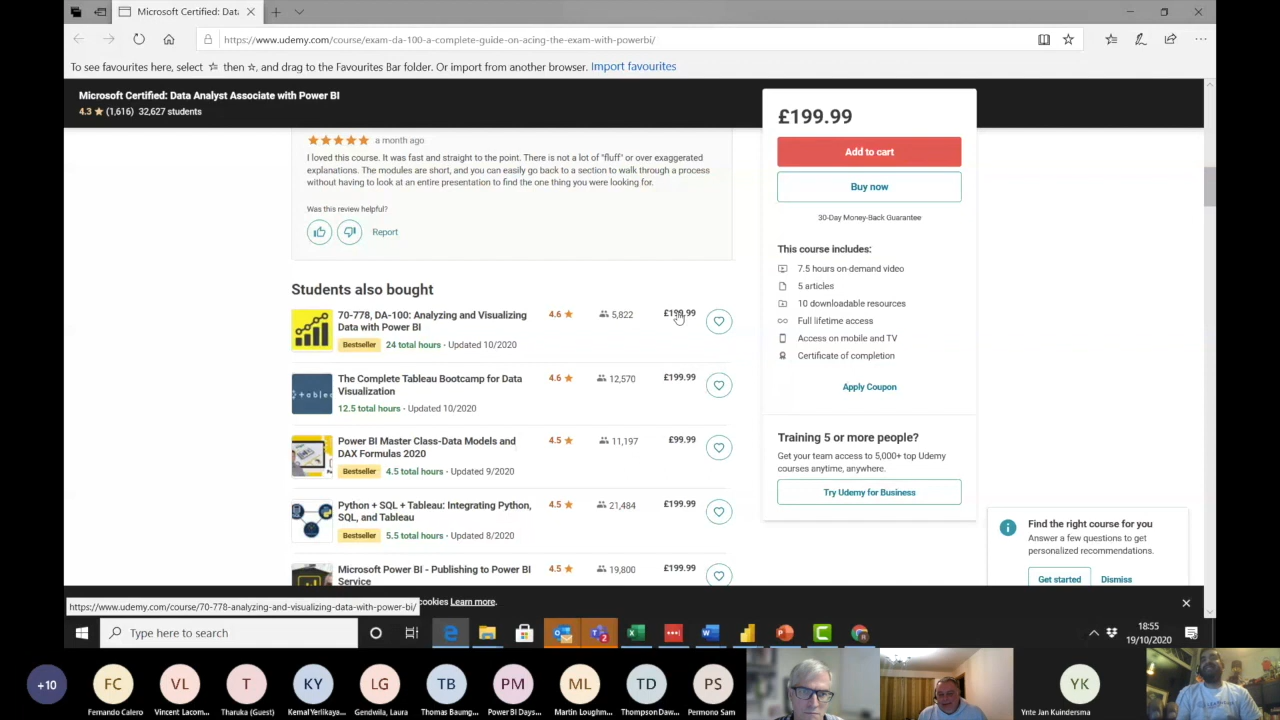 Microsoft Certified: Dat
https://www.udemy.com/course/exam-da-100-a-complete-guide-on-acing-the-exam-with-powerbi/
To see favourites here, select ☆ then ☆, and drag to the Favourites Bar folder. Or import from another browser. Import favourites
Microsoft Certified: Data Analyst Associate with Power BI
4.3 ★ (1,616) 32,627 students
a month ago
I loved this course. It was fast and straight to the point. There is not a lot of "fluff" or over exaggerated
explanations. The modules are short, and you can easily go back to a section to walk through a process
without having to look at an entire presentation to find the one thing you were looking for.
Was this review helpful?
Report
Students also bought
70-778, DA-100: Analyzing and Visualizing
Data with Power BI
4.6 ★ 5,822 £199.99
Bestseller 24 total hours - Updated 10/2020
The Complete Tableau Bootcamp for Data
Visualization
4.6 ★ 12,570 £199.99
12.5 total hours - Updated 10/2020
Power BI Master Class-Data Models and
DAX Formulas 2020
4.5 ★ 11,197 £99.99
Bestseller 4.5 total hours - Updated 9/2020
Python + SQL + Tableau: Integrating Python,
SQL, and Tableau
4.5 ★ 21,484 £199.99
Bestseller 5.5 total hours - Updated 8/2020
Microsoft Power BI - Publishing to Power BI
Service
4.5 ★ 19,800 £199.99
£199.99
Add to cart
Buy now
30-Day Money-Back Guarantee
This course includes:
7.5 hours on-demand video
5 articles
10 downloadable resources
Full lifetime access
Access on mobile and TV
Certificate of completion
Apply Coupon
Training 5 or more people?
Get your team access to 5,000+ top Udemy
courses anytime, anywhere.
Try Udemy for Business
Find the right course for you
Answer a few questions to get
personalized recommendations.
Get started Dismiss
cookies Learn more.
https://www.udemy.com/course/70-778-analyzing-and-visualizing-data-with-power-bi/
Type here to search
18:55
19/10/2020
+10 FC VL T KY LG TB PM ML TD PS YK
Fernando Calero
Vincent Lacom...
Tharuka (Guest)
Kemal Yerlikaya...
Gendwila, Laura
Thomas Baumg...
Power BI Days...
Martin Loughm...
Thompson Daw...
Permono Sam
Ynte Jan Kuindersma